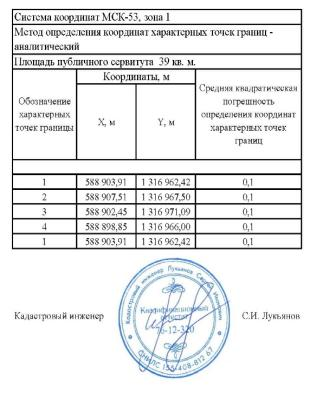 Система координат МСК-53, зона 1
Метод определения координат характерных точек границ -
аналитический
Площадь публичного сервитута 39 кв. м.
Обозначение
характерных
точек границы
Координаты, м
X, м
Y, м
Средняя квадратическая
погрешность
определения координат
характерных точек
границ
1 588 903,91 1 316 962,42 0,1
2 588 907,51 1 316 967,50 0,1
3 588 902,45 1 316 971,09 0,1
4 588 898,85 1 316 966,00 0,1
1 588 903,91 1 316 962,42 0,1
Кадастровый инженер
Кадастровый инженер Лукьянов Сергей
Квалификационный
аттестат
76-12-320
СНИЛС 155-408-812 67
С.И. Лукьянов